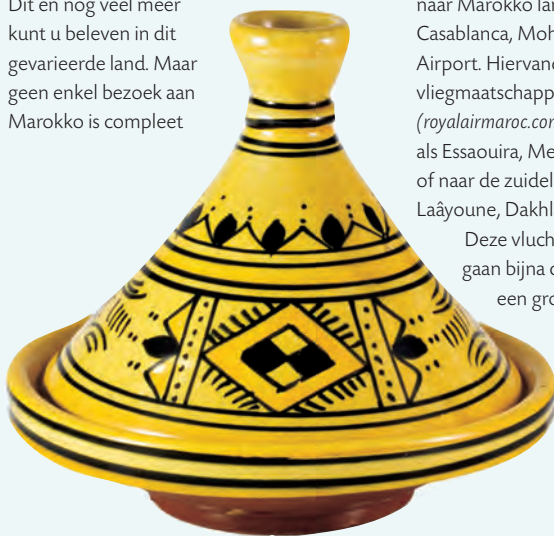 Dit en nog veel meer
kunt u beleven in dit
gevarieerde land. Maar
geen enkel bezoek aan
Marokko is compleet
naar Marokko lan
Casablanca, Moh
Airport. Hiervan
vliegmaatschapp
(royalairmaroc.co
als Essaouira, Me
of naar de zuidel
Laâyoune, Dakhl
Deze vluch
gaan bijna
een gro